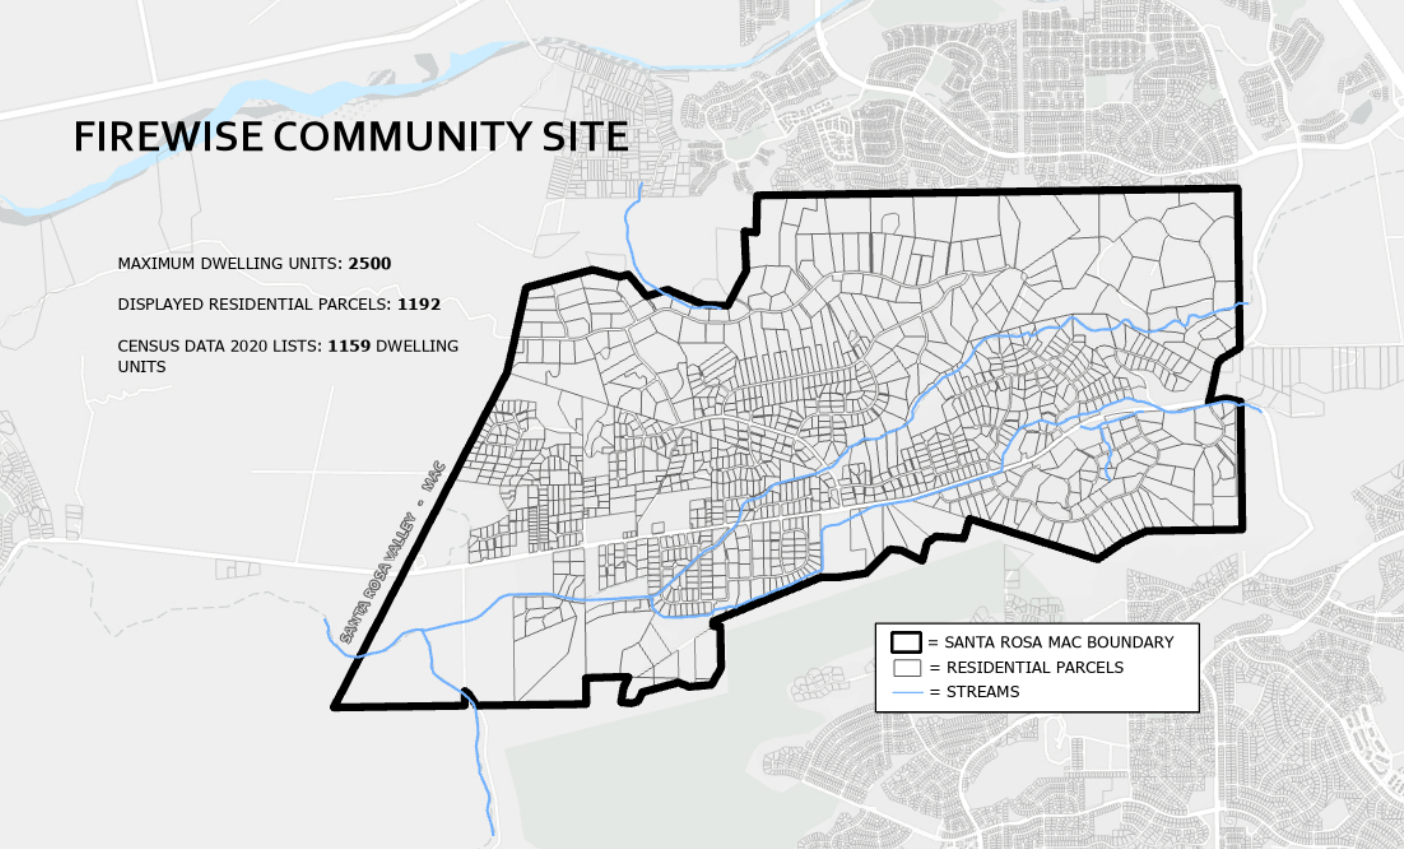 FIREWISE COMMUNITY SITE
MAXIMUM DWELLING UNITS: 2500
DISPLAYED RESIDENTIAL PARCELS: 1192
CENSUS DATA 2020 LISTS: 1159 DWELLING
UNITS
SANTA ROSA VALLEY - MAC
= SANTA ROSA MAC BOUNDARY
= RESIDENTIAL PARCELS
= STREAMS